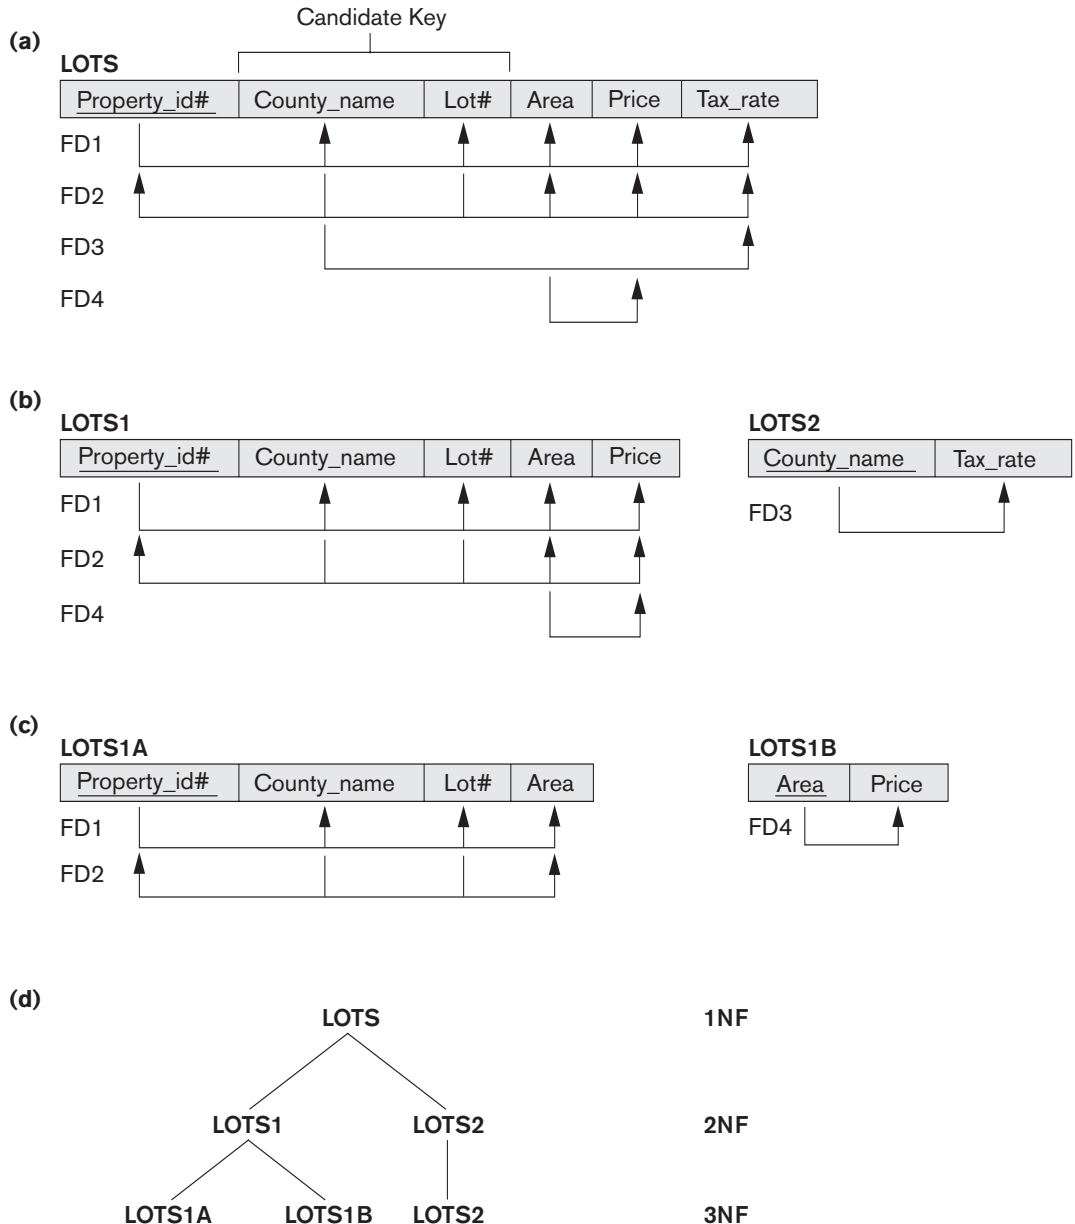 Candidate Key
(a)
LOTS
Property_id# County_name Lot# Area Price Tax_rate
FD1
FD2
FD3
FD4
(b)
LOTS1
Property_id# County_name Lot# Area Price
FD1
FD2
FD4
LOTS2
County_name Tax_rate
FD3
(c)
LOTS1A
Property_id# County_name Lot# Area
FD1
FD2
LOTS1B
Area Price
FD4
(d)
LOTS 1NF
LOTS1 LOTS2 2NF
LOTS1A LOTS1B LOTS2 3NF